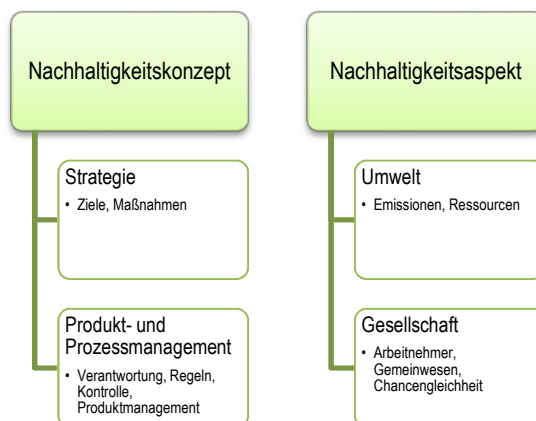 Nachhaltigkeitskonzept
Strategie
• Ziele, Maßnahmen
Produkt- und
Prozessmanagement
• Verantwortung, Regeln,
Kontrolle,
Produktmanagement
Nachhaltigkeitsaspekt
Umwelt
• Emissionen, Ressourcen
Gesellschaft
• Arbeitnehmer,
Gemeinwesen,
Chancengleichheit